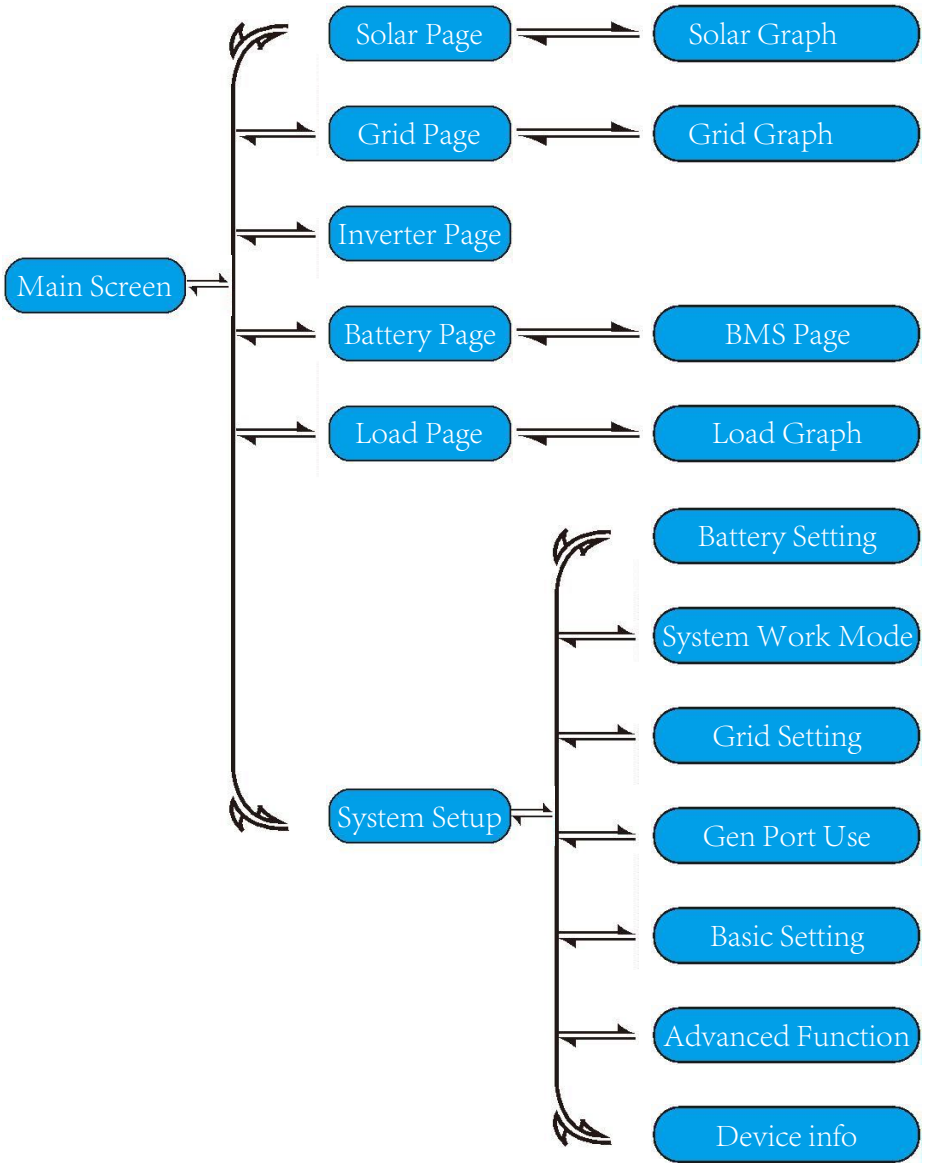 Solar Page
Solar Graph
Grid Page
Grid Graph
Inverter Page
Main Screen
Battery Page
BMS Page
Load Page
Load Graph
Battery Setting
System Work Mode
Grid Setting
System Setup
Gen Port Use
Basic Setting
Advanced Function
Device info